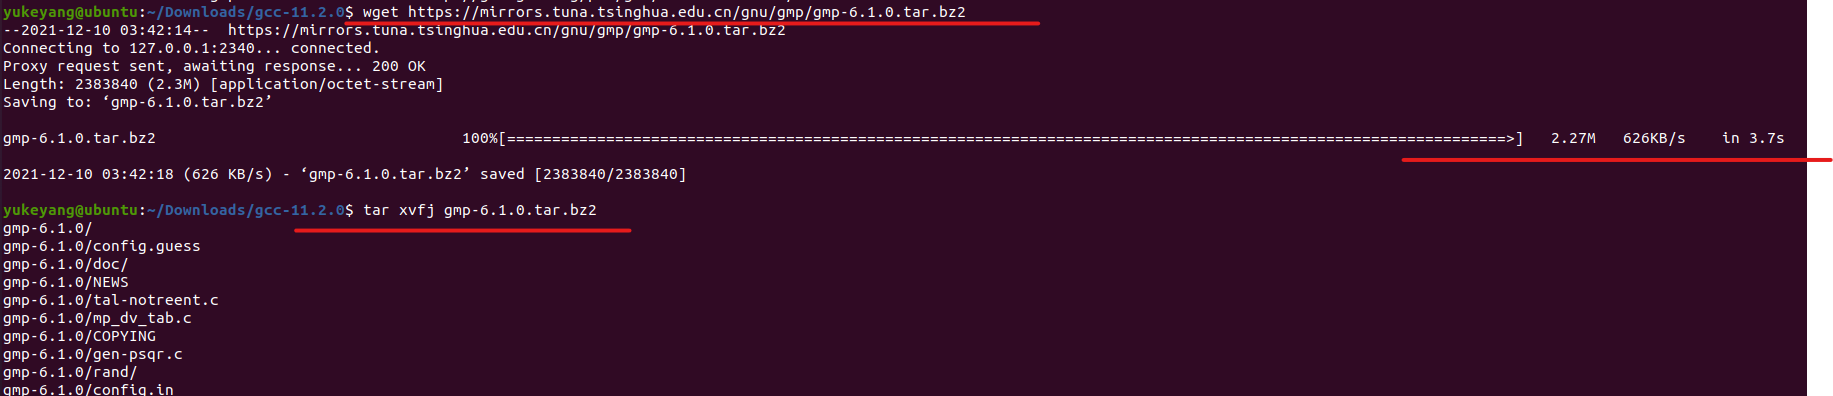 yukeyang@ubuntu:~/Downloads/gcc-11.2.0$ wget https://mirrors.tuna.tsinghua.edu.cn/gnu/gmp/gmp-6.1.0.tar.bz2
--2021-12-10 03:42:14--  https://mirrors.tuna.tsinghua.edu.cn/gnu/gmp/gmp-6.1.0.tar.bz2
Connecting to 127.0.0.1:2340... connected.
Proxy request sent, awaiting response... 200 OK
Length: 2383840 (2.3M) [application/octet-stream]
Saving to: ‘gmp-6.1.0.tar.bz2’
gmp-6.1.0.tar.bz2 100%[===============================================================================================================>] 2.27M 626KB/s in 3.7s
2021-12-10 03:42:18 (626 KB/s) - ‘gmp-6.1.0.tar.bz2’ saved [2383840/2383840]
yukeyang@ubuntu:~/Downloads/gcc-11.2.0$ tar xvfj gmp-6.1.0.tar.bz2
gmp-6.1.0/
gmp-6.1.0/config.guess
gmp-6.1.0/doc/
gmp-6.1.0/NEWS
gmp-6.1.0/tal-notreent.c
gmp-6.1.0/mp_dv_tab.c
gmp-6.1.0/COPYING
gmp-6.1.0/gen-psqr.c
gmp-6.1.0/rand/
gmp-6.1.0/config.in